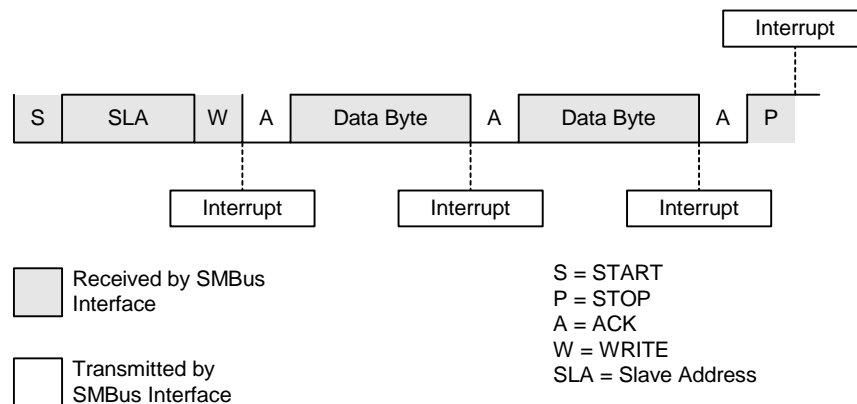 Interrupt
S SLA W A Data Byte A Data Byte A P
Interrupt Interrupt Interrupt
Received by SMBus
Interface
Transmitted by
SMBus Interface
S = START
P = STOP
A = ACK
W = WRITE
SLA = Slave Address